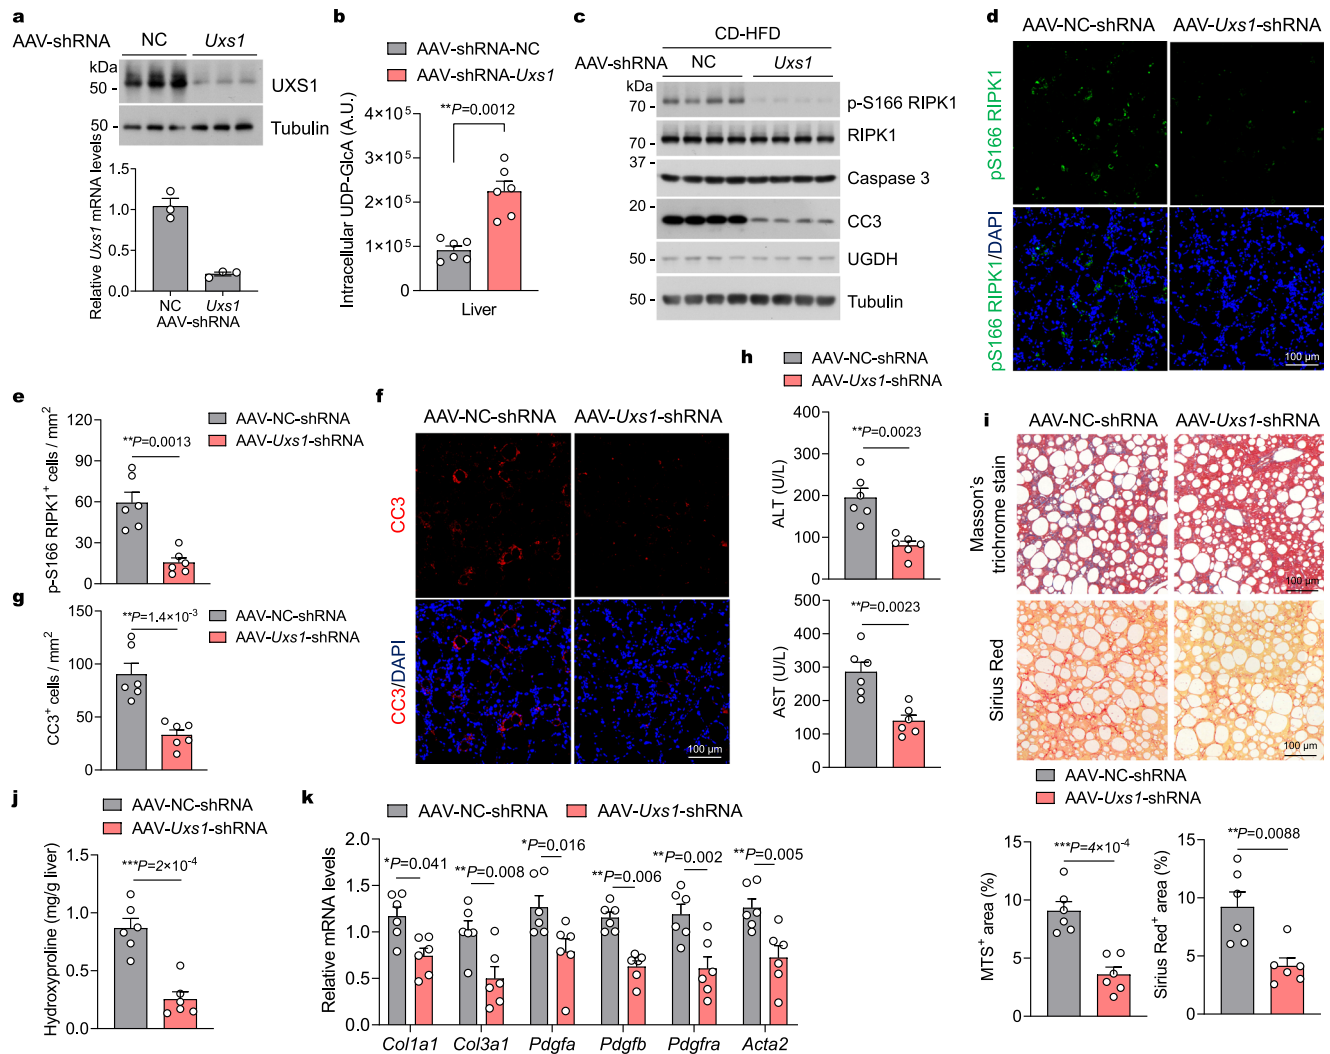 a
AAV-shRNA NC Uxs1
kDa
50
UXS1
50
Tubulin
Relative Uxs1 mRNA levels
1.5
1.0
0.5
0.0
NC Uxs1
AAV-shRNA
b
AAV-shRNA-NC
AAV-shRNA-Uxs1
**P=0.0012
Intracellular UDP-GlcA (A.U.)
4×10⁵
3×10⁵
2×10⁵
1×10⁵
0
Liver
c
CD-HFD
AAV-shRNA NC Uxs1
kDa
70
p-S166 RIPK1
70
RIPK1
37
Caspase 3
20
CC3
50
UGDH
50
Tubulin
d
AAV-NC-shRNA AAV-Uxs1-shRNA
pS166 RIPK1
pS166 RIPK1/DAPI
100 µm
e
AAV-NC-shRNA
AAV-Uxs1-shRNA
**P=0.0013
p-S166 RIPK1⁺ cells / mm²
90
60
30
0
f
AAV-NC-shRNA AAV-Uxs1-shRNA
CC3
CC3/DAPI
100 µm
g
AAV-NC-shRNA
AAV-Uxs1-shRNA
**P=1.4×10⁻³
CC3⁺ cells / mm²
150
100
50
0
h
AAV-NC-shRNA
AAV-Uxs1-shRNA
**P=0.0023
ALT (U/L)
400
300
200
100
0
**P=0.0023
AST (U/L)
500
400
300
200
100
0
i
AAV-NC-shRNA AAV-Uxs1-shRNA
Masson's
trichrome stain
100 µm
Sirius Red
100 µm
AAV-NC-shRNA
AAV-Uxs1-shRNA
***P=4×10⁻⁴
MTS⁺ area (%)
15
10
5
0
**P=0.0088
Sirius Red⁺ area (%)
15
10
5
0
j
AAV-NC-shRNA
AAV-Uxs1-shRNA
***P=2×10⁻⁴
Hydroxyproline (mg/g liver)
1.5
1.0
0.5
0.0
k
AAV-NC-shRNA AAV-Uxs1-shRNA
Relative mRNA levels
2.0
1.5
1.0
0.5
0.0
*P=0.041
**P=0.008
*P=0.016
**P=0.006
**P=0.002
**P=0.005
Col1a1 Col3a1 Pdgfa Pdgfb Pdgfra Acta2